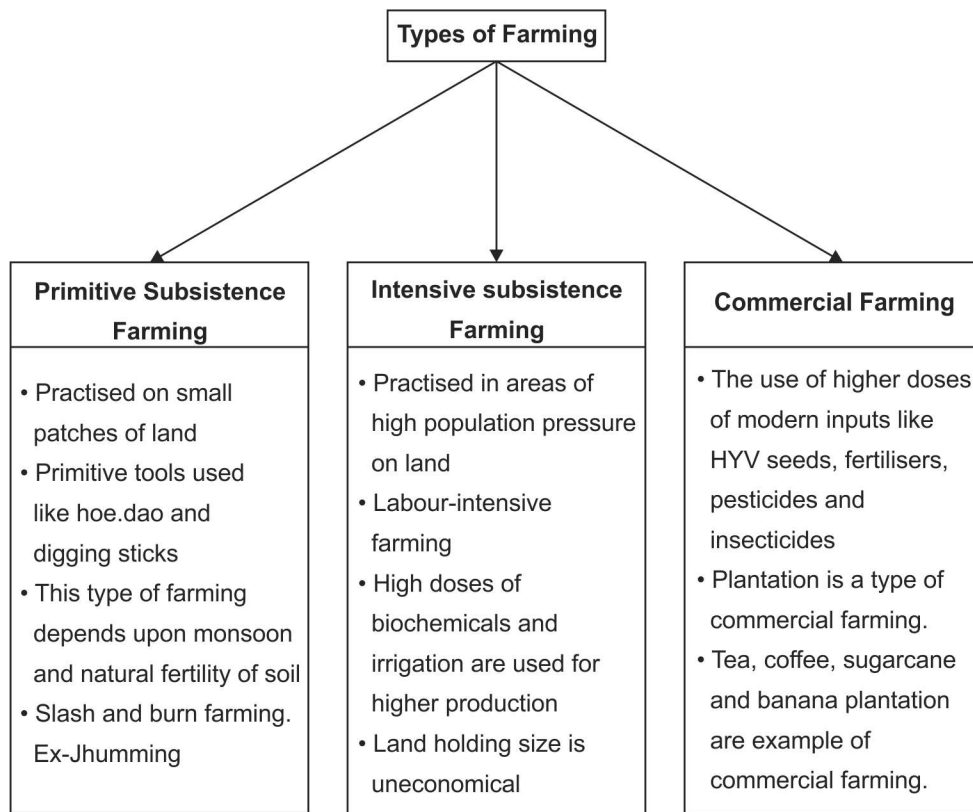 Types of Farming
Primitive Subsistence
Farming
• Practised on small
patches of land
• Primitive tools used
like hoe.dao and
digging sticks
• This type of farming
depends upon monsoon
and natural fertility of soil
• Slash and burn farming.
Ex-Jhumming
Intensive subsistence
Farming
• Practised in areas of
high population pressure
on land
• Labour-intensive
farming
• High doses of
biochemicals and
irrigation are used for
higher production
• Land holding size is
uneconomical
Commercial Farming
• The use of higher doses
of modern inputs like
HYV seeds, fertilisers,
pesticides and
insecticides
• Plantation is a type of
commercial farming.
• Tea, coffee, sugarcane
and banana plantation
are example of
commercial farming.